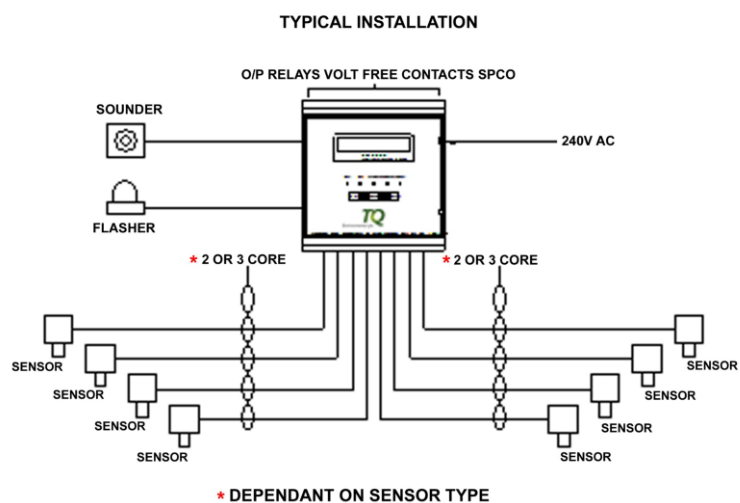 TYPICAL INSTALLATION
O/P RELAYS VOLT FREE CONTACTS SPCO
SOUNDER
240V AC
TQ
FLASHER
* 2 OR 3 CORE
* 2 OR 3 CORE
SENSOR
SENSOR
SENSOR
SENSOR
SENSOR
SENSOR
SENSOR
SENSOR
* DEPENDANT ON SENSOR TYPE